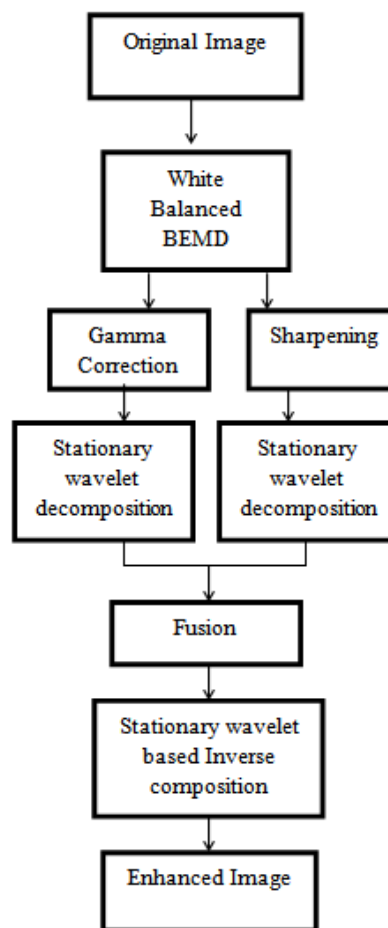 Original Image
White
Balanced
BEMD
Gamma
Correction
Sharpening
Stationary
wavelet
decomposition
Stationary
wavelet
decomposition
Fusion
Stationary wavelet
based Inverse
composition
Enhanced Image